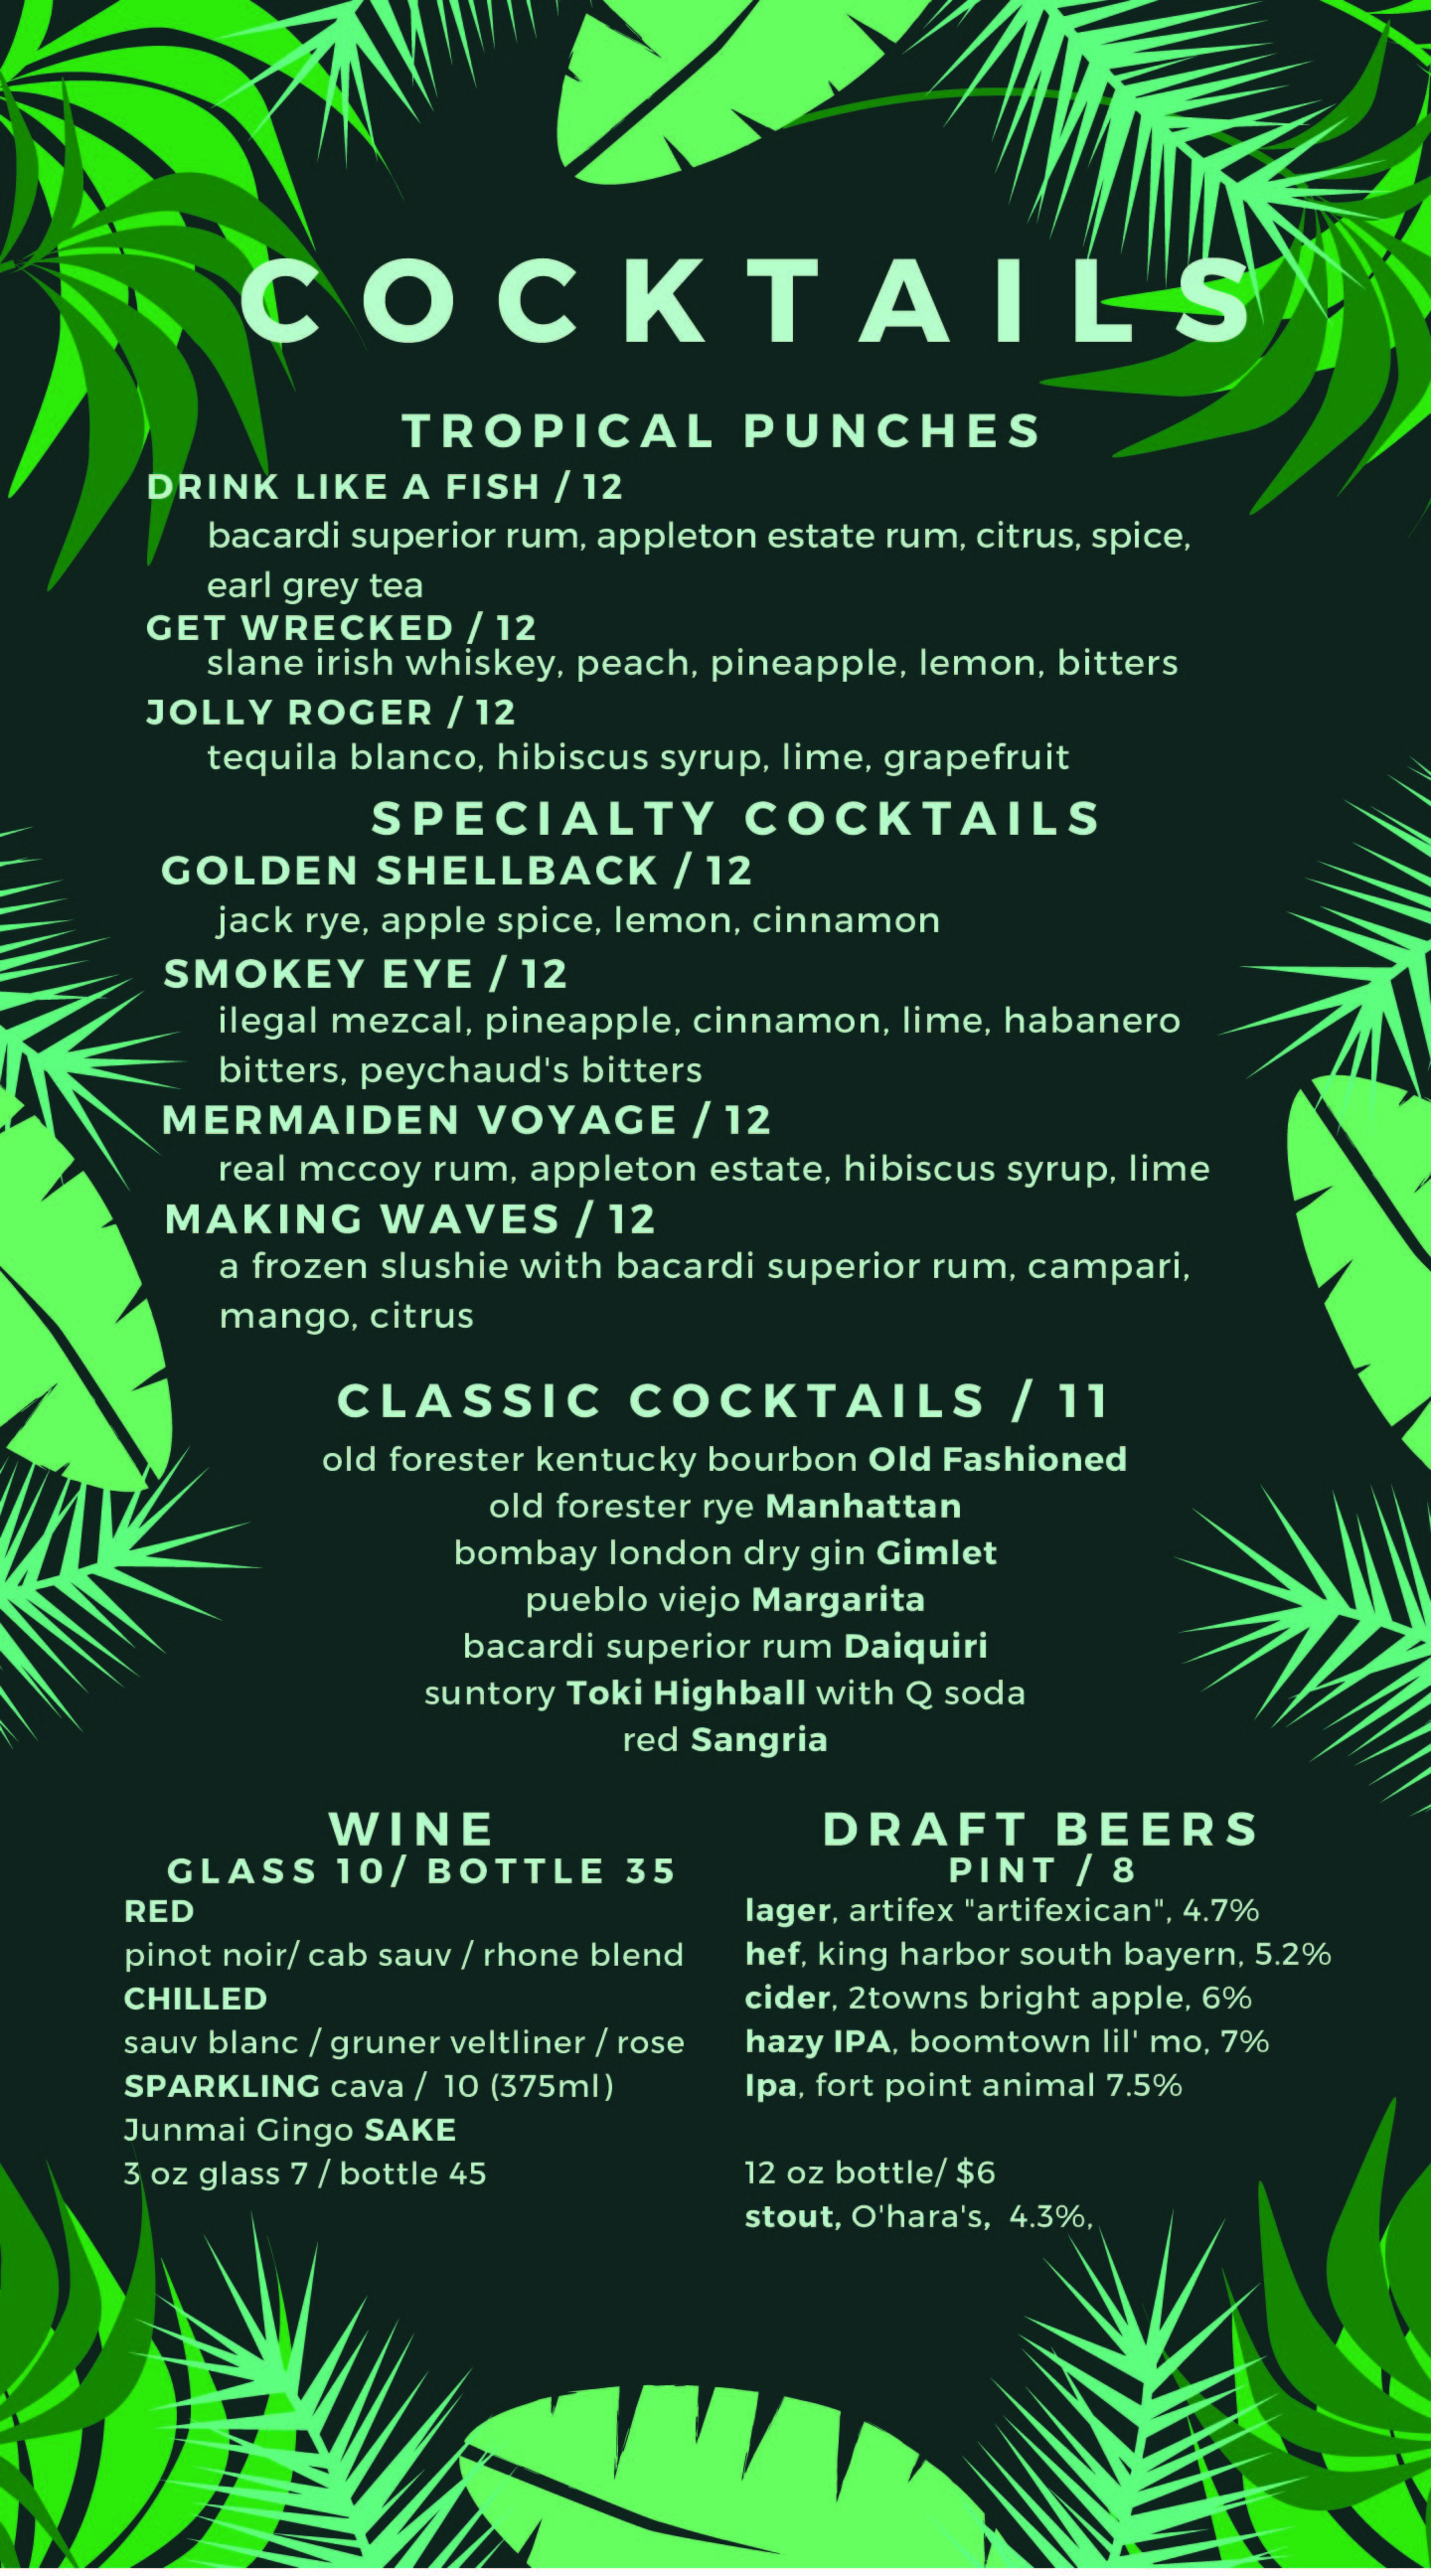 COCKTAILS
TROPICAL PUNCHES
DRINK LIKE A FISH / 12
bacardi superior rum, appleton estate rum, citrus, spice,
earl grey tea
GET WRECKED / 12
slane irish whiskey, peach, pineapple, lemon, bitters
JOLLY ROGER / 12
tequila blanco, hibiscus syrup, lime, grapefruit
SPECIALTY COCKTAILS
GOLDEN SHELLBACK / 12
jack rye, apple spice, lemon, cinnamon
SMOKEY EYE / 12
ilegal mezcal, pineapple, cinnamon, lime, habanero
bitters, peychaud's bitters
MERMAIDEN VOYAGE / 12
real mccoy rum, appleton estate, hibiscus syrup, lime
MAKING WAVES / 12
a frozen slushie with bacardi superior rum, campari,
mango, citrus
CLASSIC COCKTAILS / 11
old forester kentucky bourbon Old Fashioned
old forester rye Manhattan
bombay london dry gin Gimlet
pueblo viejo Margarita
bacardi superior rum Daiquiri
suntory Toki Highball with Q soda
red Sangria
WINE
GLASS 10/ BOTTLE 35
RED
pinot noir/ cab sauv / rhone blend
CHILLED
sauv blanc / gruner veltliner / rose
SPARKLING cava / 10 (375ml)
Junmai Gingo SAKE
3 oz glass 7 / bottle 45
DRAFT BEERS
PINT / 8
lager, artifex "artifexican", 4.7%
hef, king harbor south bayern, 5.2%
cider, 2towns bright apple, 6%
hazy IPA, boomtown lil' mo, 7%
Ipa, fort point animal 7.5%
12 oz bottle/ $6
stout, O'hara's, 4.3%,